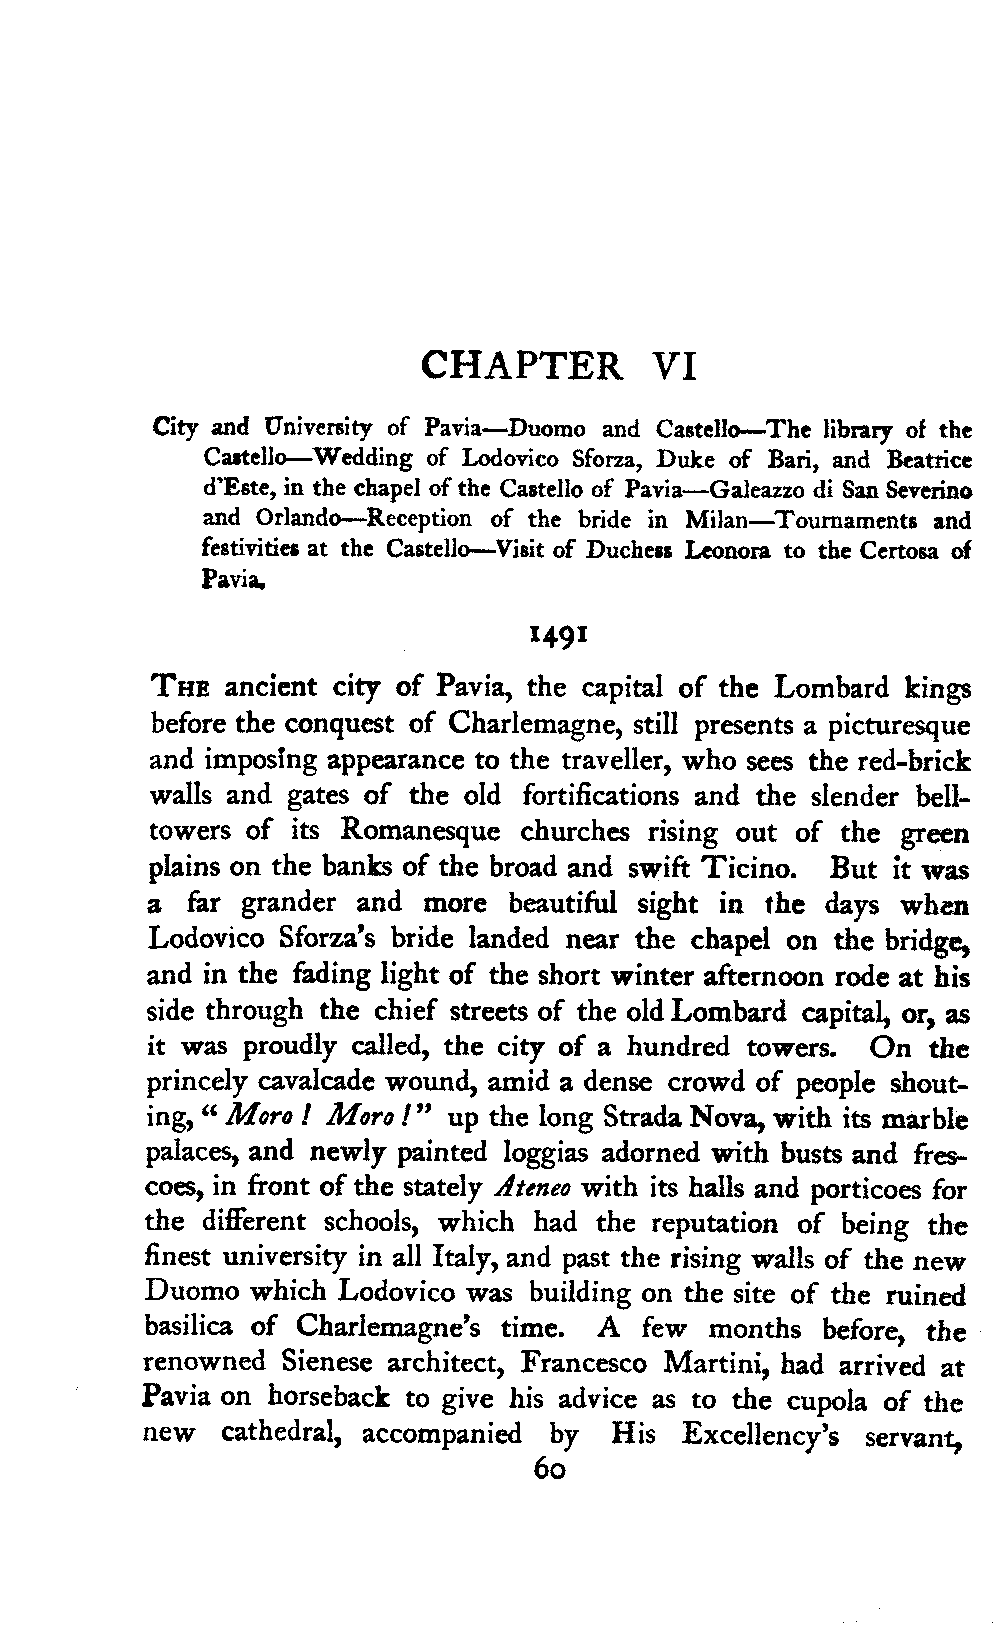 CHAPTER VI
City and University of Pavia—Duomo and Castello—The library of the
Castello—Wedding of Lodovico Sforza, Duke of Bari, and Beatrice
d'Este, in the chapel of the Castello of Pavia—Galeazzo di San Severino
and Orlando—Reception of the bride in Milan—Tournaments and
festivities at the Castello—Visit of Duchess Leonora to the Certosa of
Pavia.
1491
THE ancient city of Pavia, the capital of the Lombard kings
before the conquest of Charlemagne, still presents a picturesque
and imposing appearance to the traveller, who sees the red-brick
walls and gates of the old fortifications and the slender bell-
towers of its Romanesque churches rising out of the green
plains on the banks of the broad and swift Ticino. But it was
a far grander and more beautiful sight in the days when
Lodovico Sforza's bride landed near the chapel on the bridge,
and in the fading light of the short winter afternoon rode at his
side through the chief streets of the old Lombard capital, or, as
it was proudly called, the city of a hundred towers. On the
princely cavalcade wound, amid a dense crowd of people shout-
ing, "Moro! Moro!" up the long Strada Nova, with its marble
palaces, and newly painted loggias adorned with busts and fres-
coes, in front of the stately Ateneo with its halls and porticoes for
the different schools, which had the reputation of being the
finest university in all Italy, and past the rising walls of the new
Duomo which Lodovico was building on the site of the ruined
basilica of Charlemagne's time. A few months before, the
renowned Sienese architect, Francesco Martini, had arrived at
Pavia on horseback to give his advice as to the cupola of the
new cathedral, accompanied by His Excellency's servant,
60